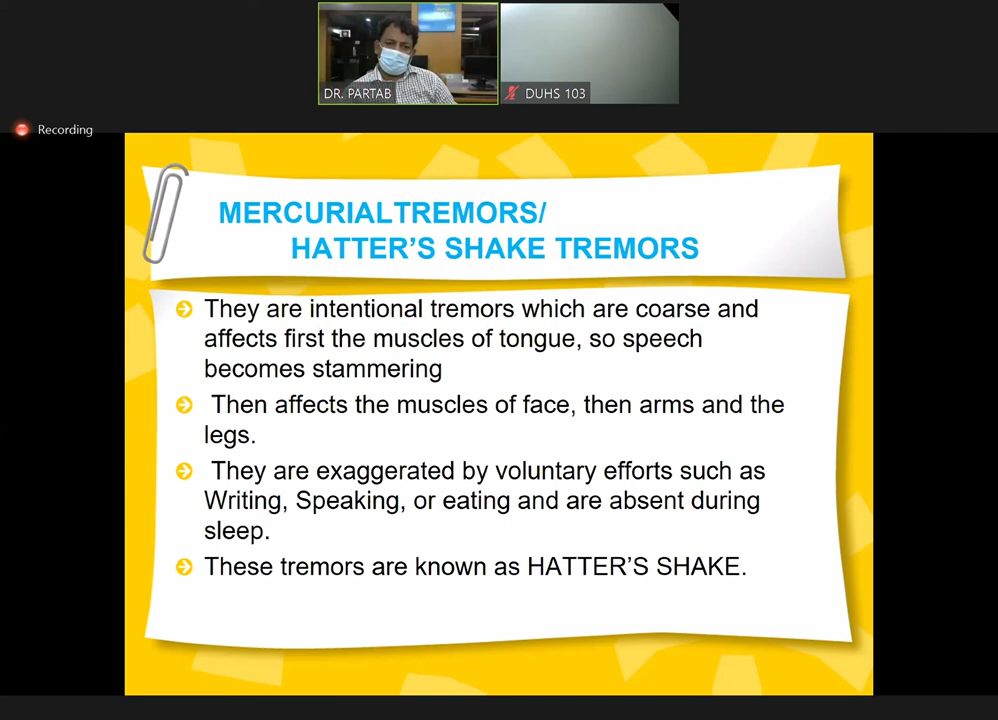 DR. PARTAB
DUHS 103
Recording
MERCURIALTREMORS/
HATTER'S SHAKE TREMORS
They are intentional tremors which are coarse and
affects first the muscles of tongue, so speech
becomes stammering
Then affects the muscles of face, then arms and the
legs.
They are exaggerated by voluntary efforts such as
Writing, Speaking, or eating and are absent during
sleep.
These tremors are known as HATTER'S SHAKE.